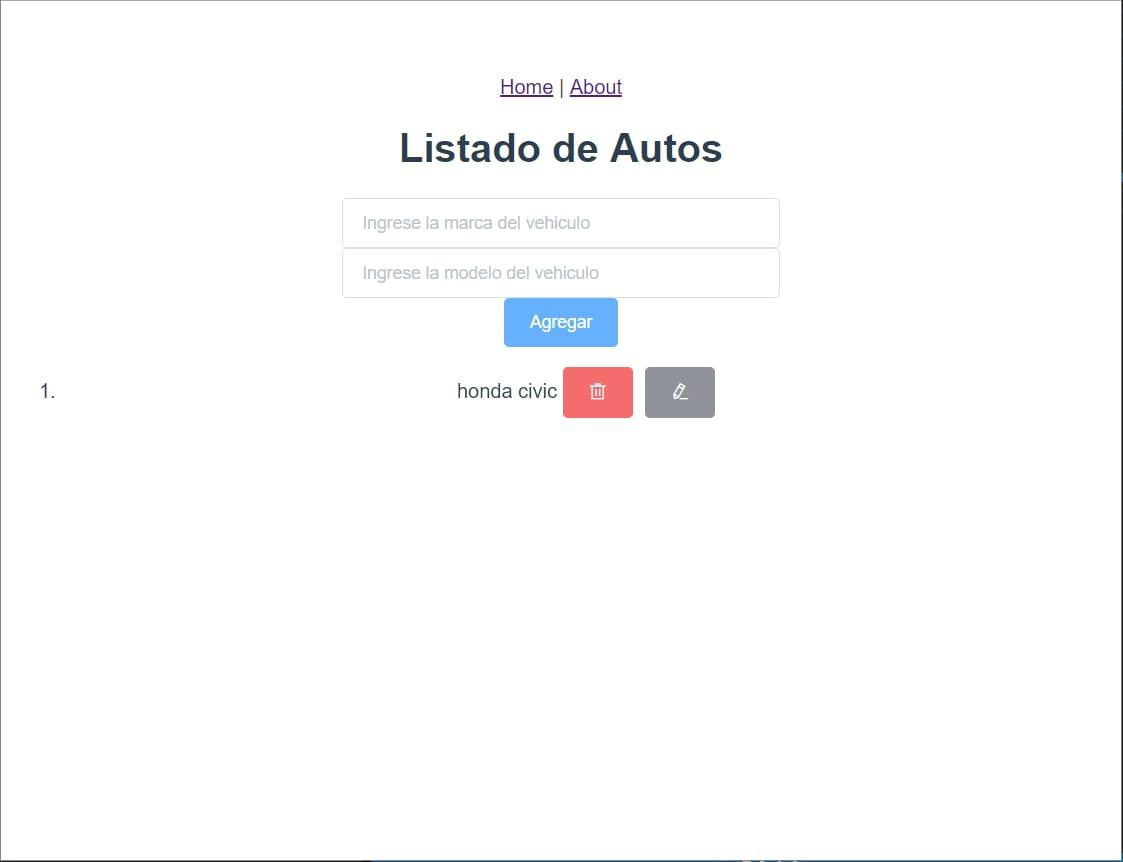 Home | About
Listado de Autos
Ingrese la marca del vehiculo
Ingrese la modelo del vehiculo
Agregar
1. honda civic